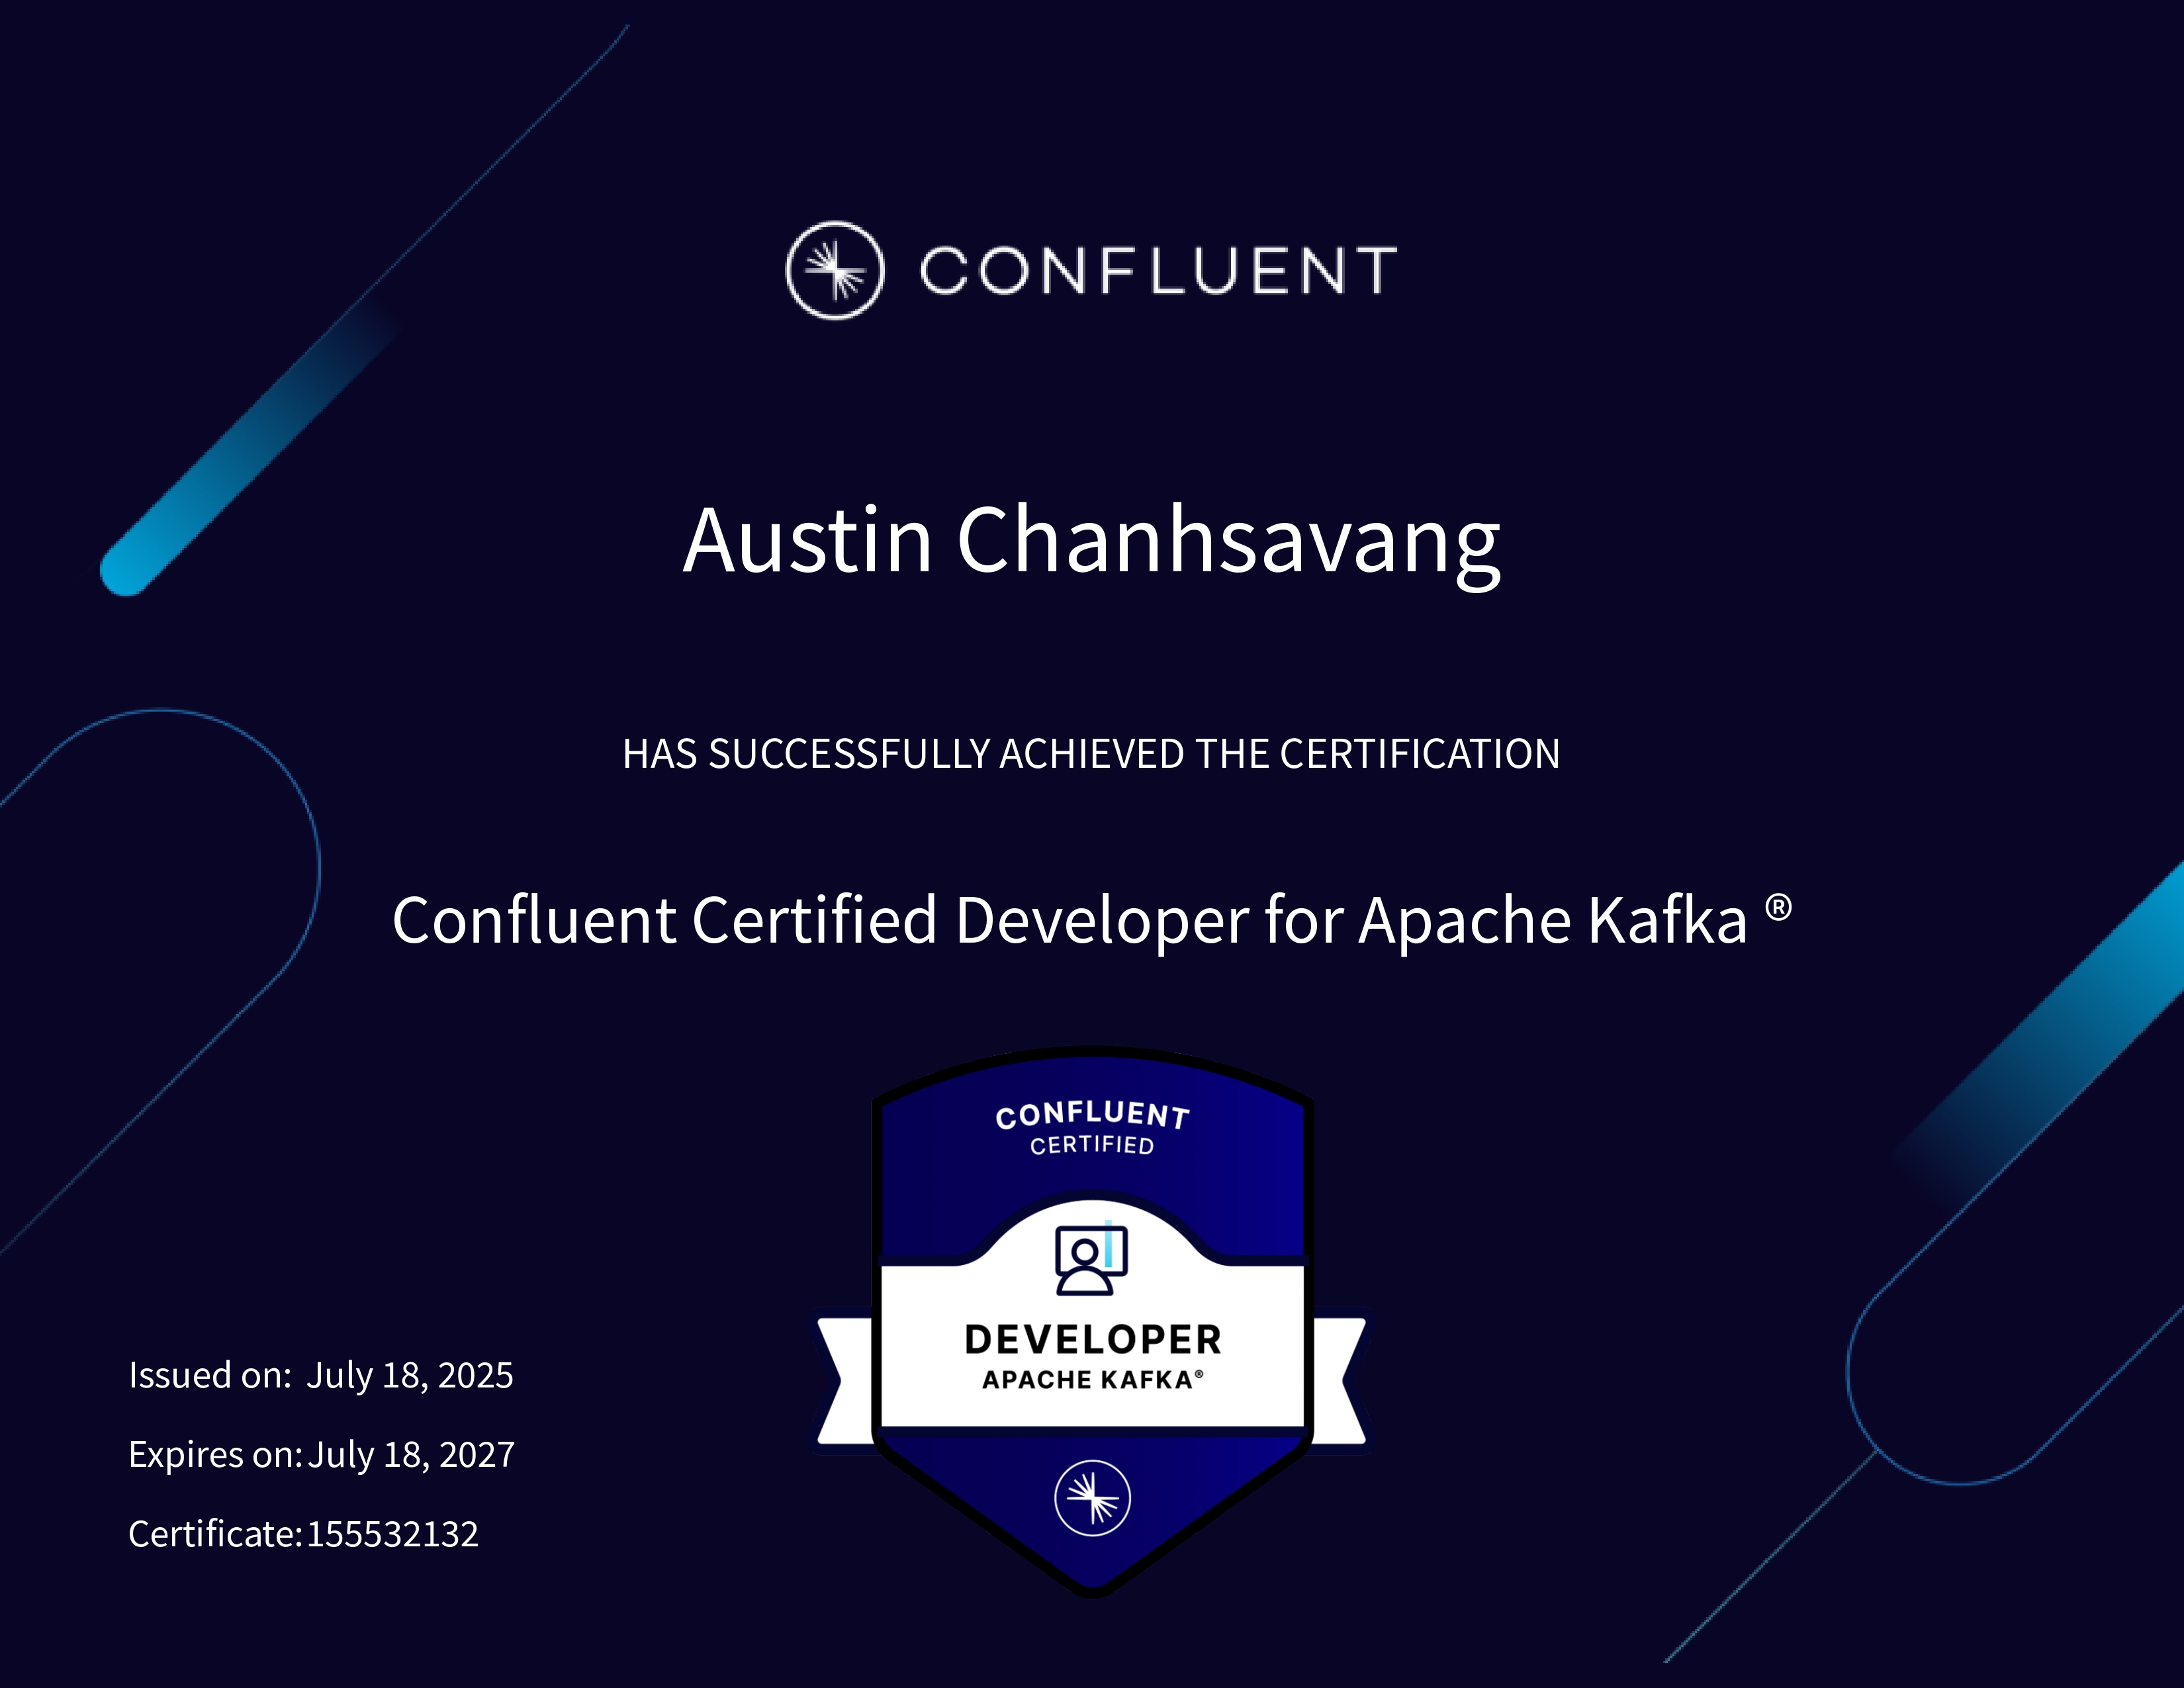 CONFLUENT
Austin Chanhsavang
HAS SUCCESSFULLY ACHIEVED THE CERTIFICATION
Confluent Certified Developer for Apache Kafka ®
CONFLUENT
CERTIFIED
DEVELOPER
APACHE KAFKA®
Issued on: July 18, 2025
Expires on: July 18, 2027
Certificate: 155532132